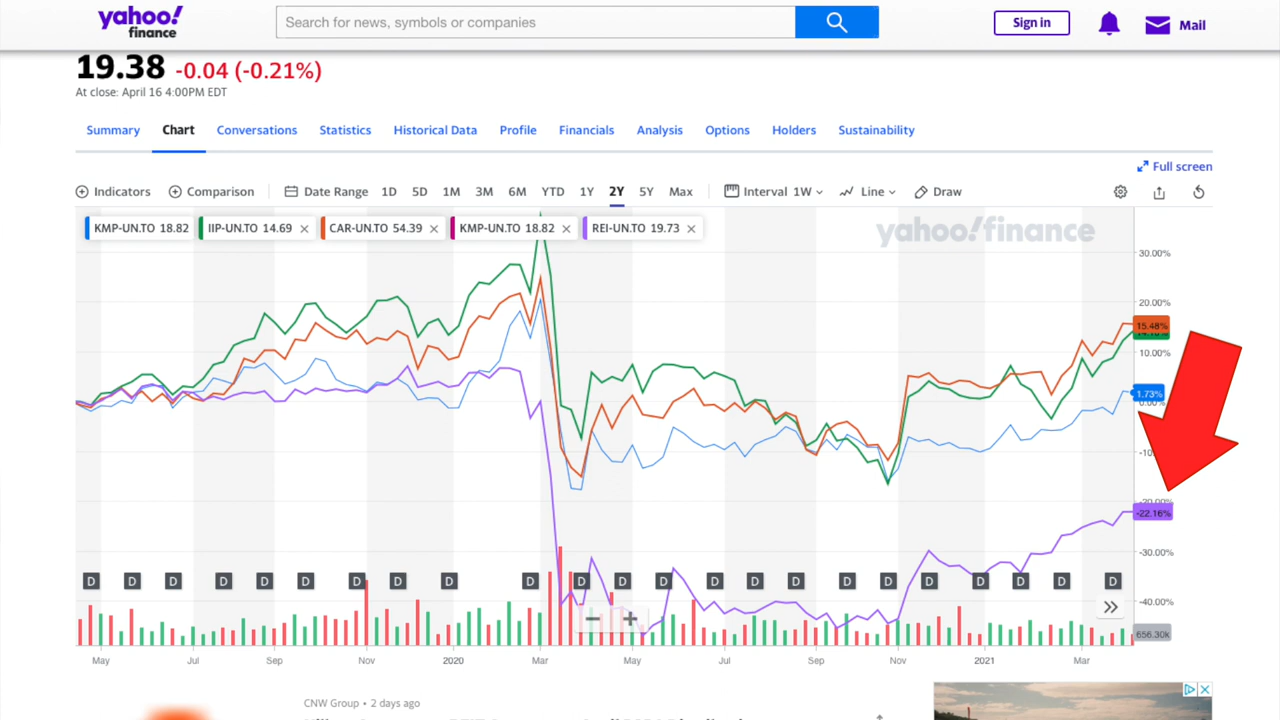 yahoo!
finance
Search for news, symbols or companies
Sign in
Mail
19.38 -0.04 (-0.21%)
At close: April 16 4:00PM EDT
Summary Chart Conversations Statistics Historical Data Profile Financials Analysis Options Holders Sustainability
Full screen
Indicators Comparison Date Range 1D 5D 1M 3M 6M YTD 1Y 2Y 5Y Max Interval 1W Line Draw
KMP-UN.TO 18.82 IIP-UN.TO 14.69 CAR-UN.TO 54.39 KMP-UN.TO 18.82 REI-UN.TO 19.73
yahoo!finance
30.00%
20.00%
15.48%
10.00%
1.73%
0.00%
-20.00%
-22.16%
-30.00%
D D D D D D D D D D D D D D D D D D D D D D D
-40.00%
656.30k
May Jul Sep Nov 2020 Mar May Jul Sep Nov 2021 Mar
CNW Group • 2 days ago